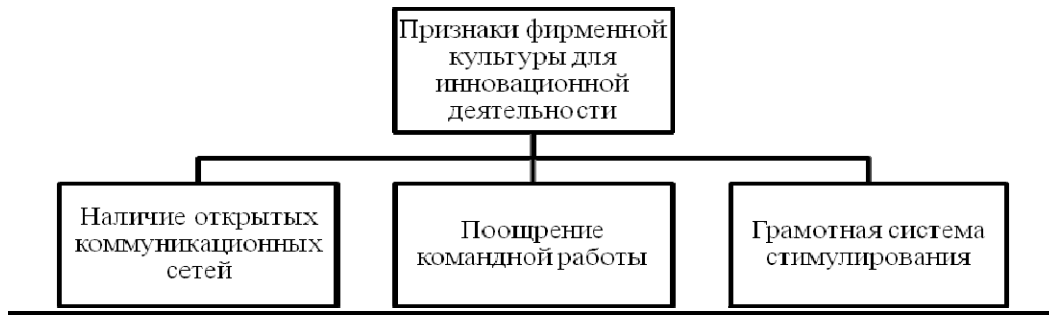 Признаки фирменной
культуры для
инновационной
деятельности
Наличие открытых
коммуникационных
сетей
Поощрение
командной работы
Грамотная система
стимулирования